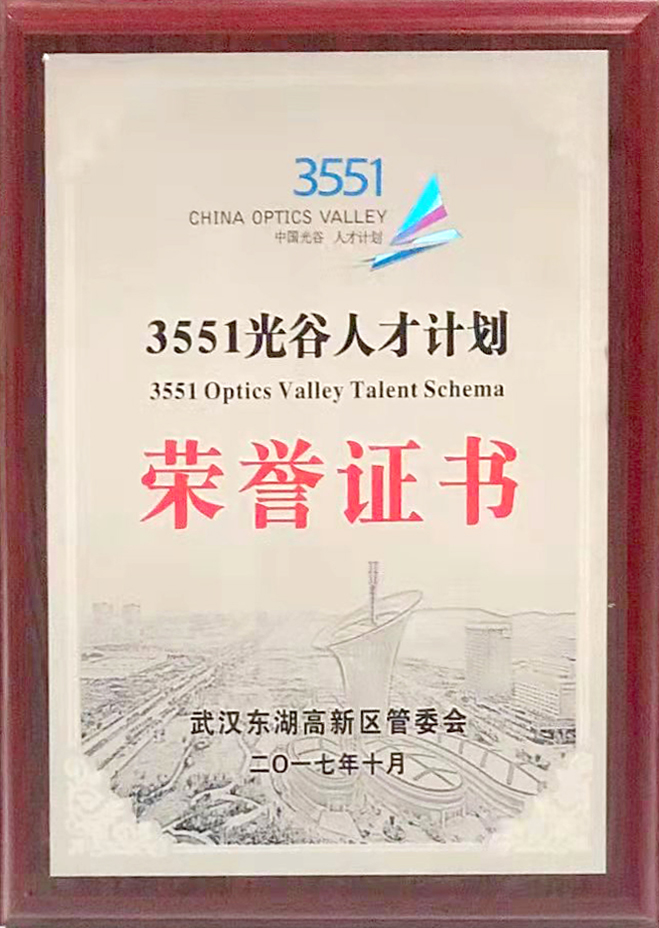 3551
CHINA OPTICS VALLEY
中国光谷 人才计划
3551光谷人才计划
3551 Optics Valley Talent Schema
荣誉证书
武汉东湖高新区管委会
二〇一七年十月